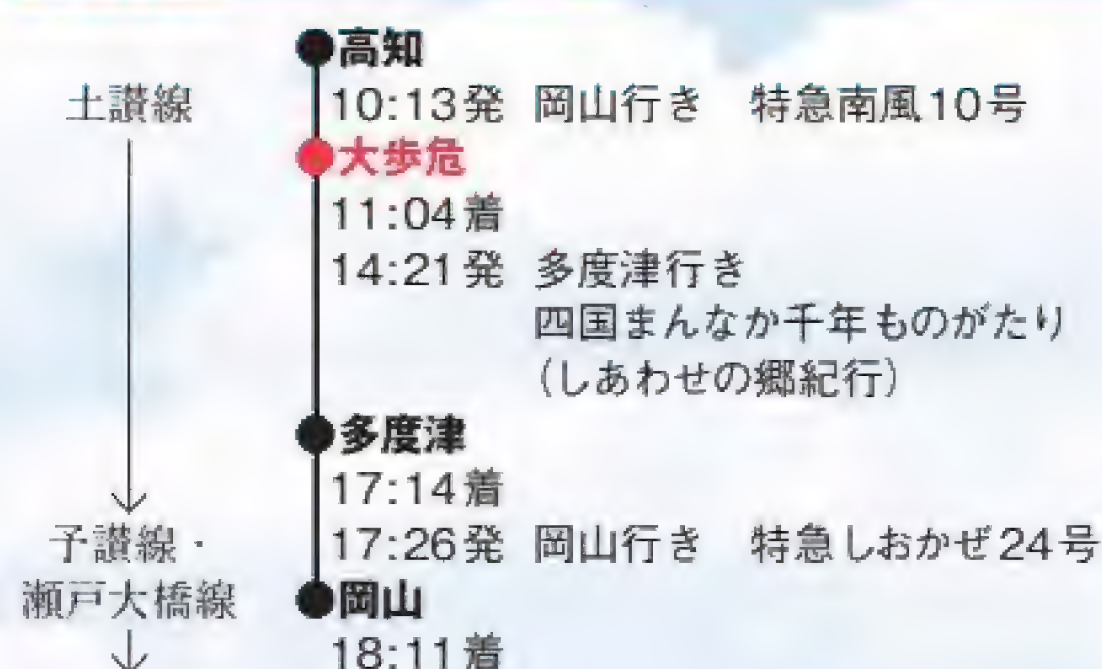 高知
土讃線
10:13発 岡山行き 特急南風10号
大歩危
11:04着
14:21発 多度津行き
四国まんなか千年ものがたり
(しあわせの郷紀行)
多度津
17:14着
予讃線・
瀬戸大橋線
17:26発 岡山行き 特急しおかぜ24号
岡山
18:11着